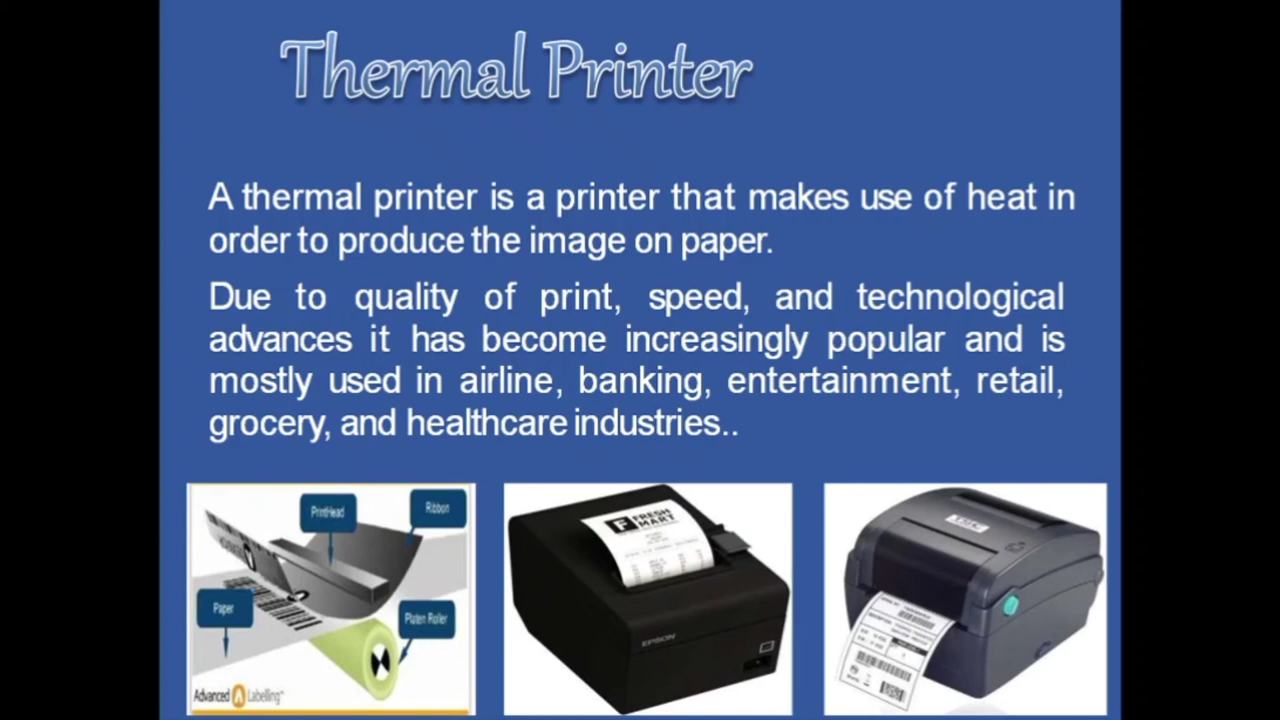 Thermal Printer
A thermal printer is a printer that makes use of heat in
order to produce the image on paper.
Due to quality of print, speed, and technological
advances it has become increasingly popular and is
mostly used in airline, banking, entertainment, retail,
grocery, and healthcare industries..
PrintHead
Ribbon
Paper
Platen Roller
Advanced Labelling
F FRESH
MART
EPSON
TSC